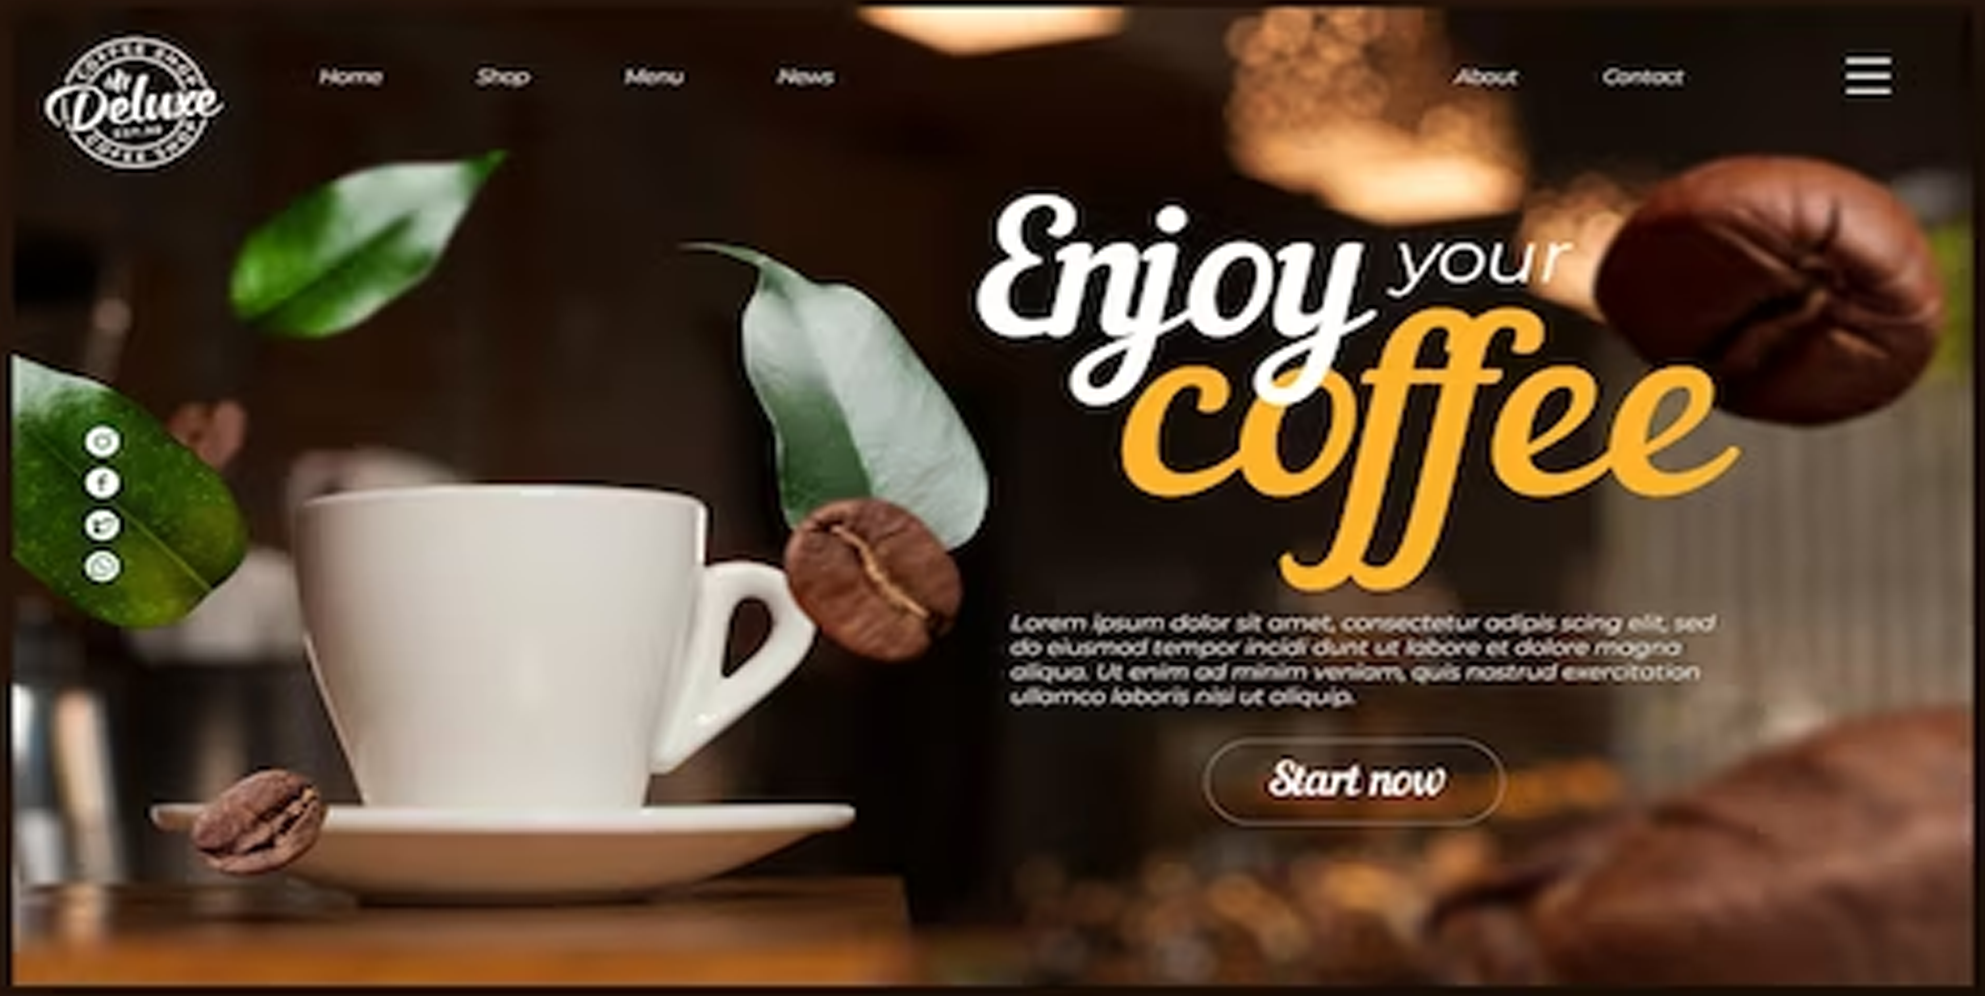 COFFEE SHOP
Deluxe
COFFEE SHOP
Home
Shop
Menu
News
About
Contact
Enjoy your
coffee
Lorem ipsum dolor sit amet, consectetur adipis scing elit, sed
do eiusmod tempor incidi dunt ut labore et dolore magna
aliqua. Ut enim ad minim veniam, quis nostrud exercitation
ullamco laboris nisi ut aliquip.
Start now